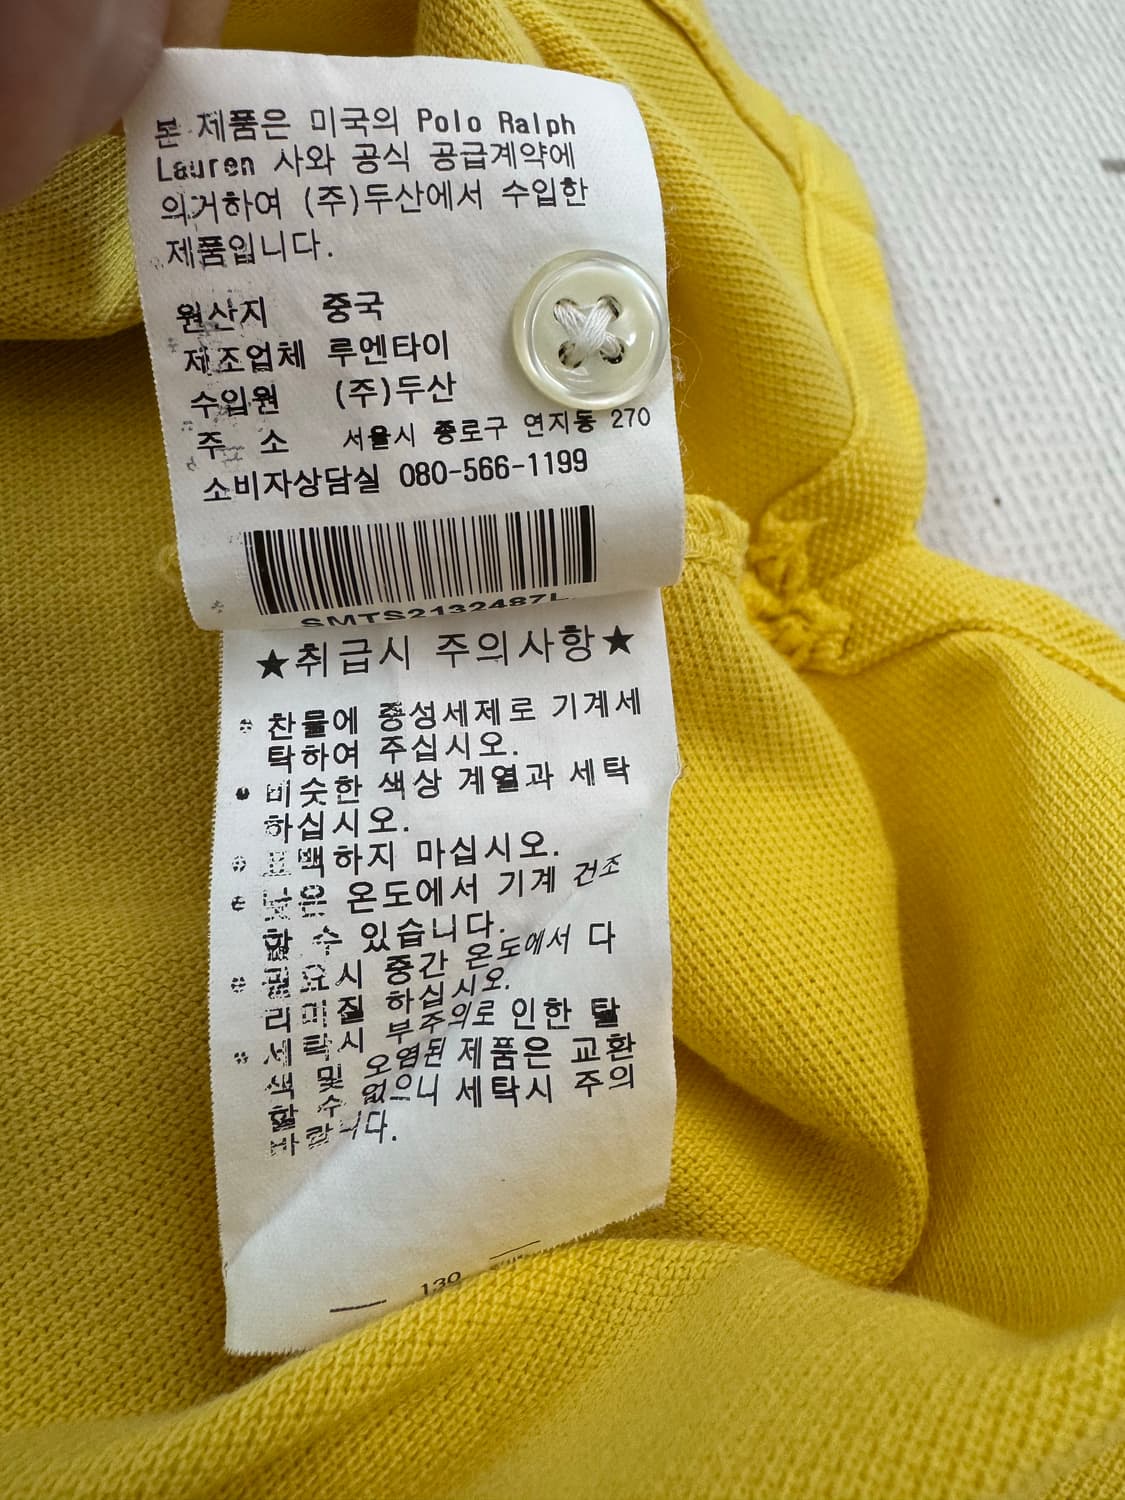 본 제품은 미국의 Polo Ralph
Lauren 사와 공식 공급계약에
의거하여 (주)두산에서 수입한
제품입니다.
원산지 중국
제조업체 루엔타이
수입원 (주)두산
주 소 서울시 종로구 연지동 270
소비자상담실 080-566-1199
SMTS2132487L
★취급시 주의사항★
찬물에 중성세제로 기계세
탁하여 주십시오.
비슷한 색상 계열과 세탁
하십시오.
표백하지 마십시오.
낮은 온도에서 기계 건조
할 수 있습니다.
필요시 중간 온도에서 다
리미질 하십시오.
세탁시 부주의로 인한 탈
색 및 오염된 제품은 교환
할 수 없으니 세탁시 주의
바랍니다.
130